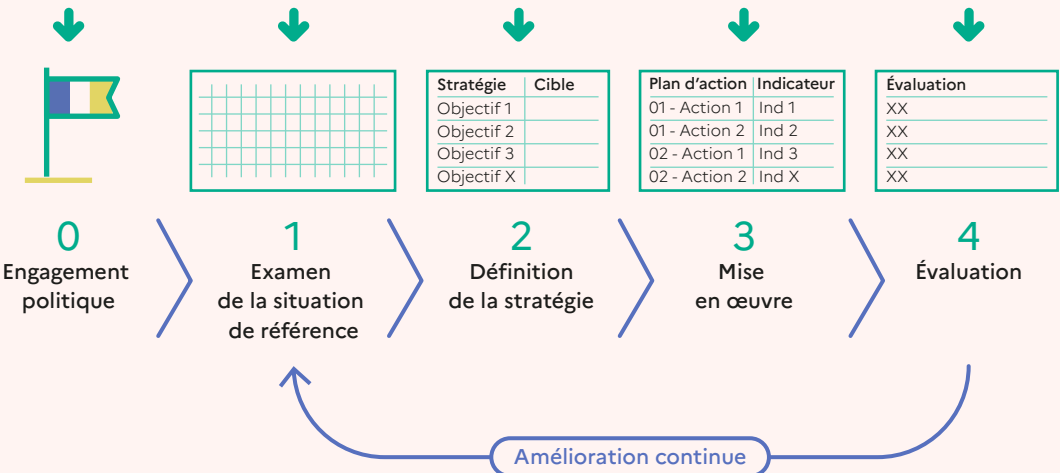 Stratégie Cible
Objectif 1
Objectif 2
Objectif 3
Objectif X
Plan d’action Indicateur
01 - Action 1 Ind 1
01 - Action 2 Ind 2
02 - Action 1 Ind 3
02 - Action 2 Ind X
Évaluation
XX
XX
XX
XX
0
Engagement
politique
1
Examen
de la situation
de référence
2
Définition
de la stratégie
3
Mise
en œuvre
4
Évaluation
Amélioration continue